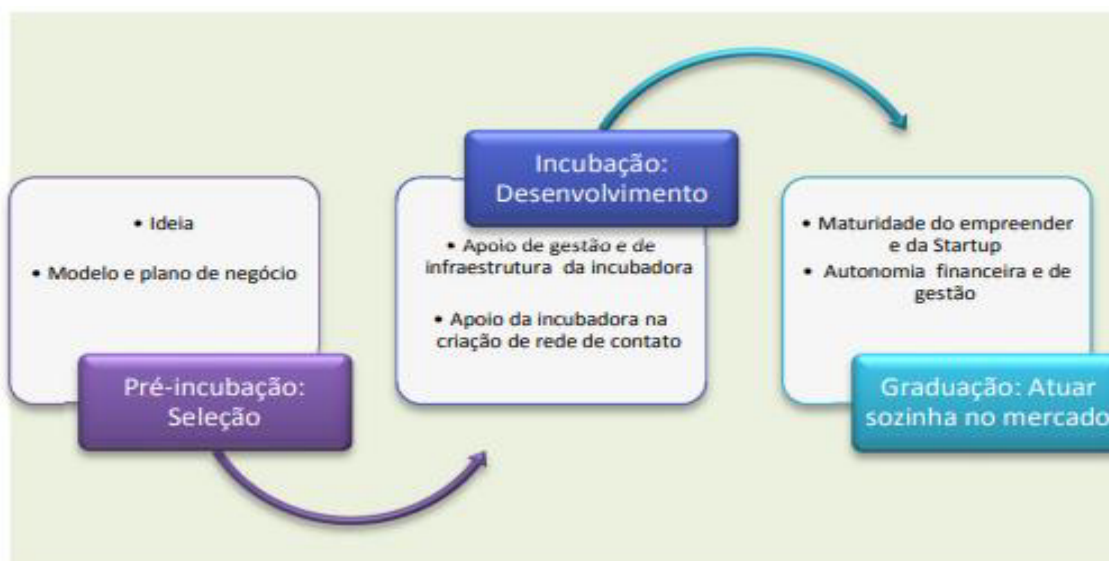 • Ideia
• Modelo e plano de negócio
Pré-incubação:
Seleção
Incubação:
Desenvolvimento
• Apoio de gestão e de
infraestrutura da incubadora
• Apoio da incubadora na
criação de rede de contato
• Maturidade do empreender
e da Startup
• Autonomia financeira e de
gestão
Graduação: Atuar
sozinha no mercado